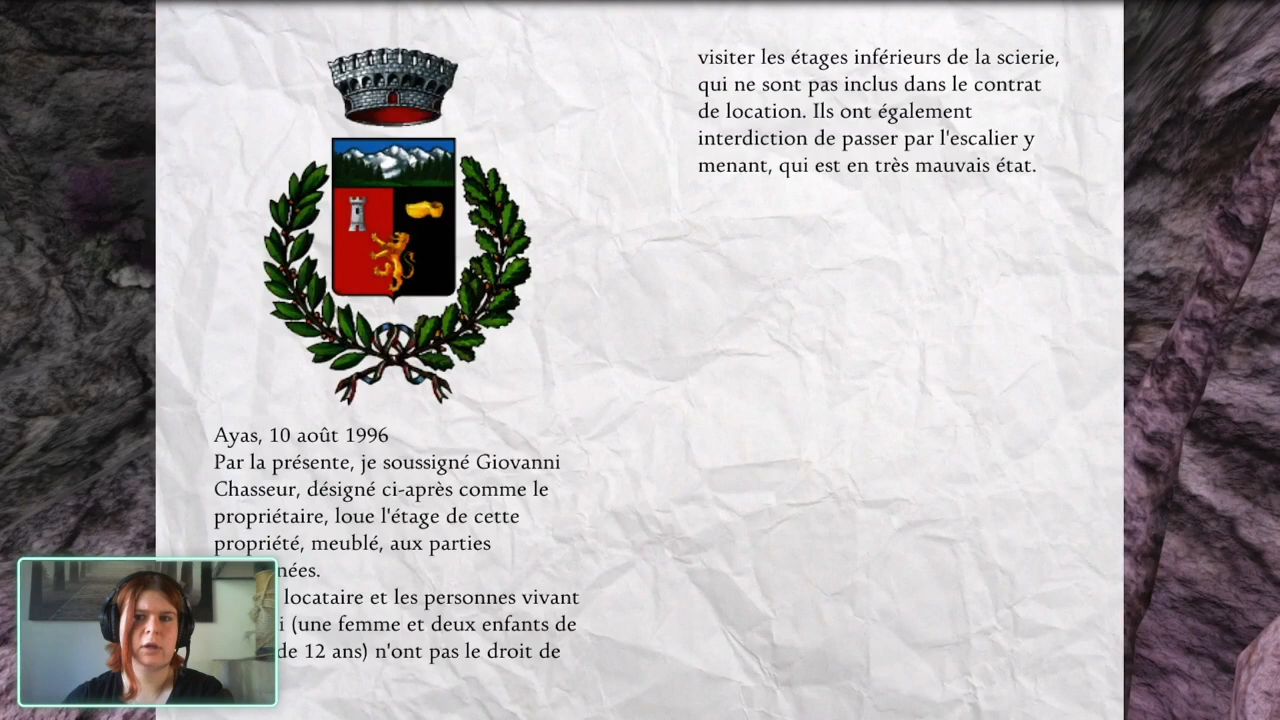 Ayas, 10 août 1996
Par la présente, je soussigné Giovanni
Chasseur, désigné ci-après comme le
propriétaire, loue l'étage de cette
propriété, meublé, aux parties
nées.
locataire et les personnes vivant
i (une femme et deux enfants de
de 12 ans) n'ont pas le droit de
visiter les étages inférieurs de la scierie,
qui ne sont pas inclus dans le contrat
de location. Ils ont également
interdiction de passer par l'escalier y
menant, qui est en très mauvais état.